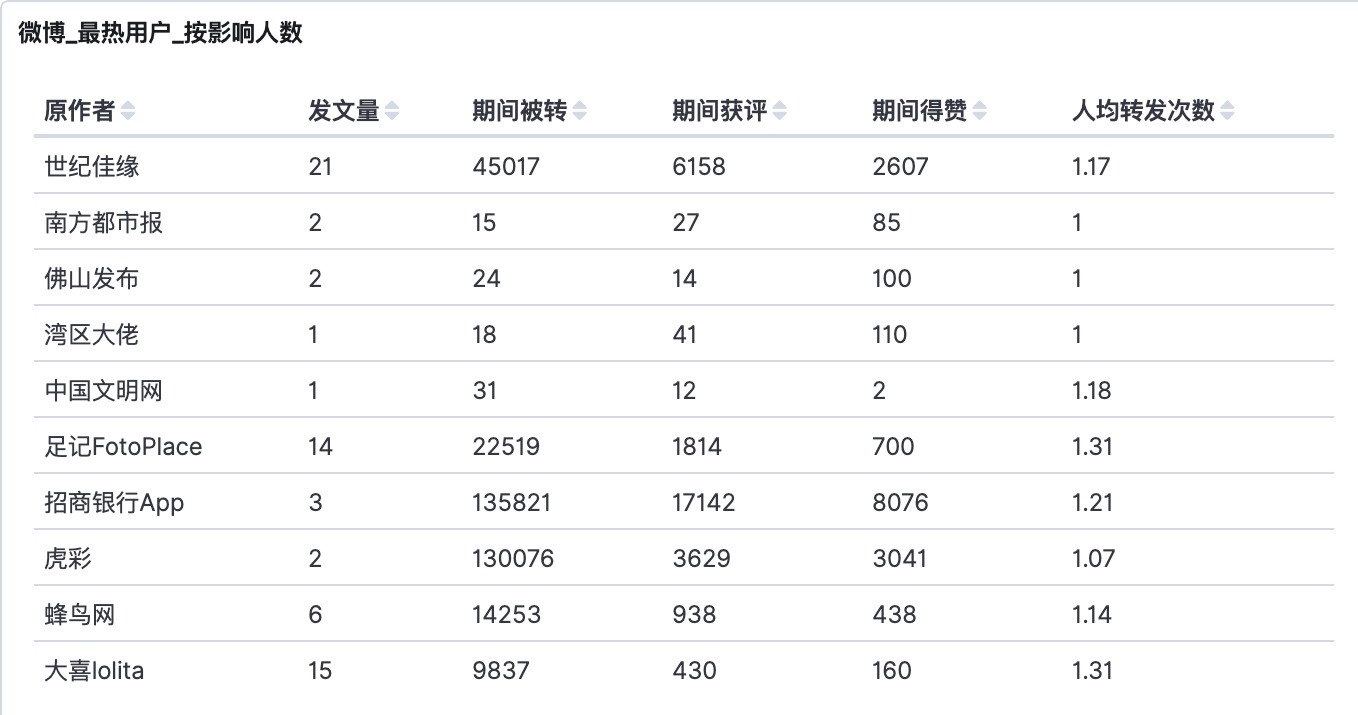 微博_最热用户_按影响人数
原作者 发文量 期间被转 期间获评 期间得赞 人均转发次数
世纪佳缘 21 45017 6158 2607 1.17
南方都市报 2 15 27 85 1
佛山发布 2 24 14 100 1
湾区大佬 1 18 41 110 1
中国文明网 1 31 12 2 1.18
足记FotoPlace 14 22519 1814 700 1.31
招商银行App 3 135821 17142 8076 1.21
虎彩 2 130076 3629 3041 1.07
蜂鸟网 6 14253 938 438 1.14
大喜lolita 15 9837 430 160 1.31